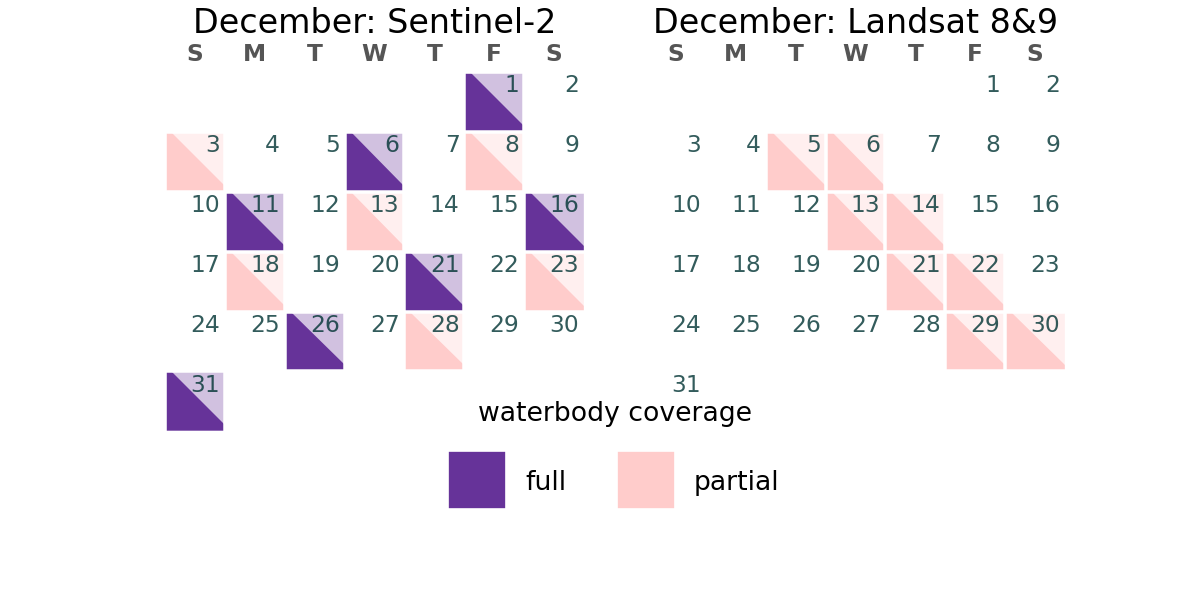 December: Sentinel-2
S M T W T F S
1 2
3 4 5 6 7 8 9
10 11 12 13 14 15 16
17 18 19 20 21 22 23
24 25 26 27 28 29 30
31
December: Landsat 8&9
S M T W T F S
1 2
3 4 5 6 7 8 9
10 11 12 13 14 15 16
17 18 19 20 21 22 23
24 25 26 27 28 29 30
31
waterbody coverage
full partial